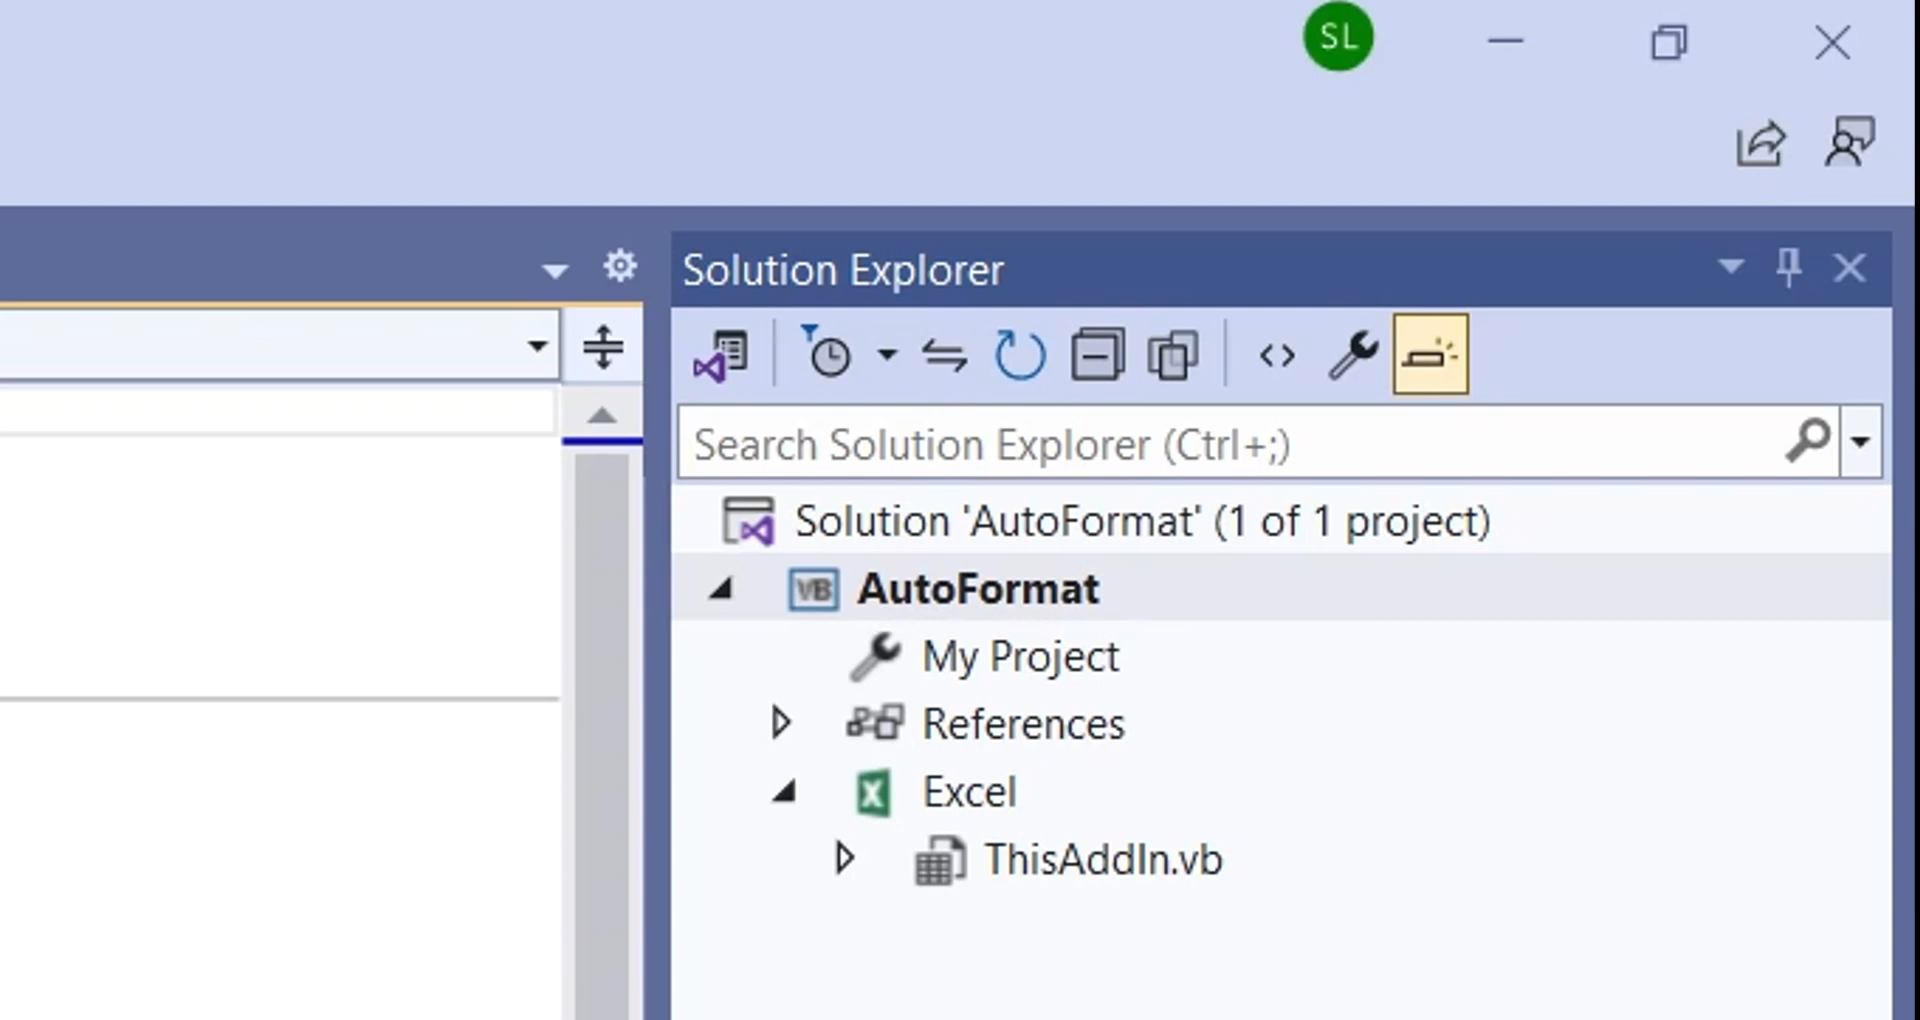 SL
Solution Explorer
Search Solution Explorer (Ctrl+;)
Solution 'AutoFormat' (1 of 1 project)
VB AutoFormat
My Project
References
X Excel
ThisAddIn.vb